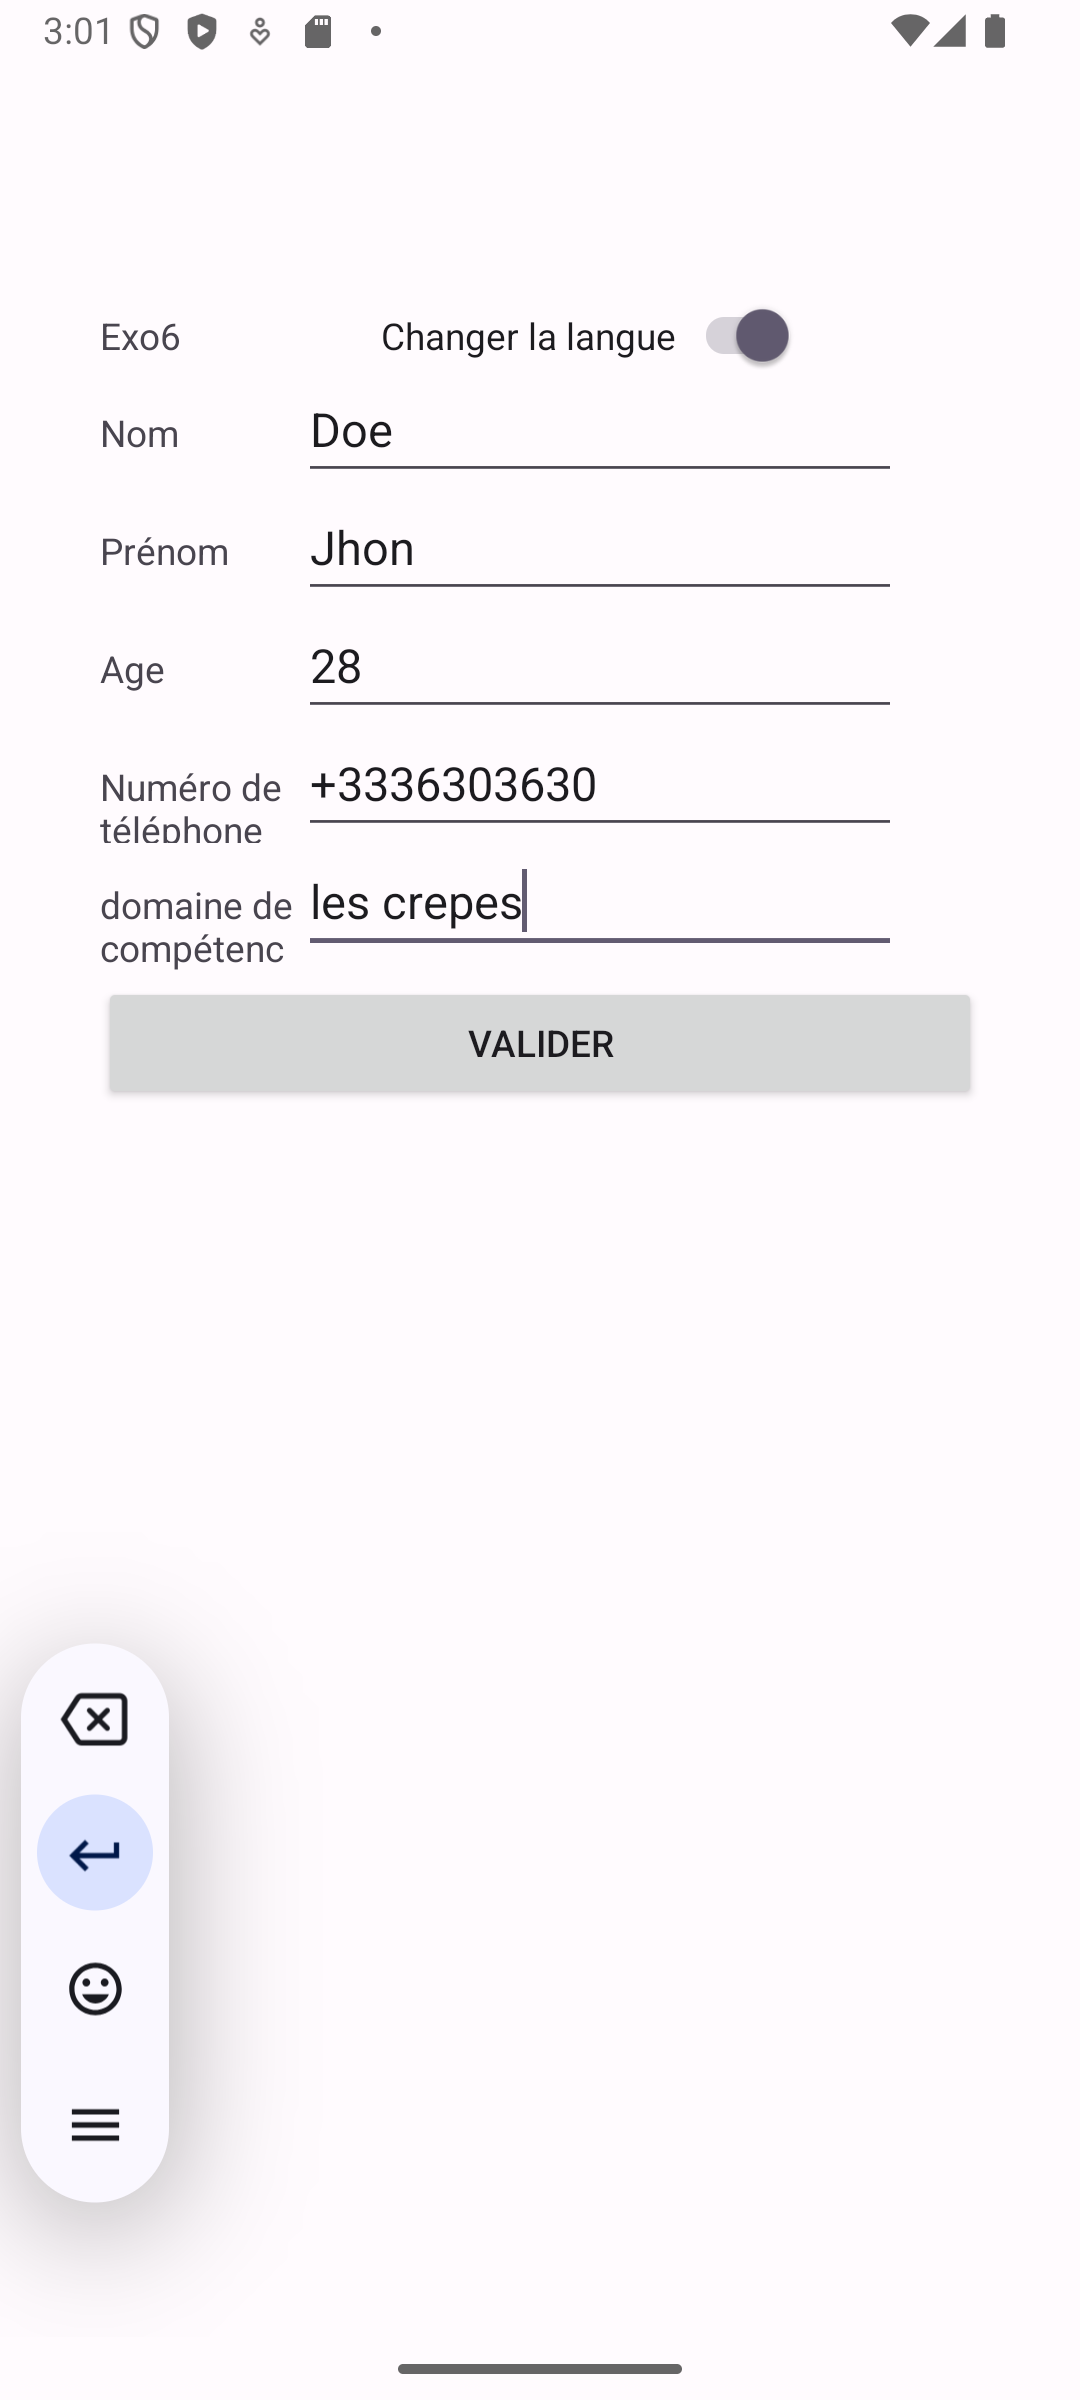 3:01
Exo6 Changer la langue
Nom Doe
Prénom Jhon
Age 28
Numéro de +3336303630
téléphone
domaine de les crepes
compétenc
VALIDER